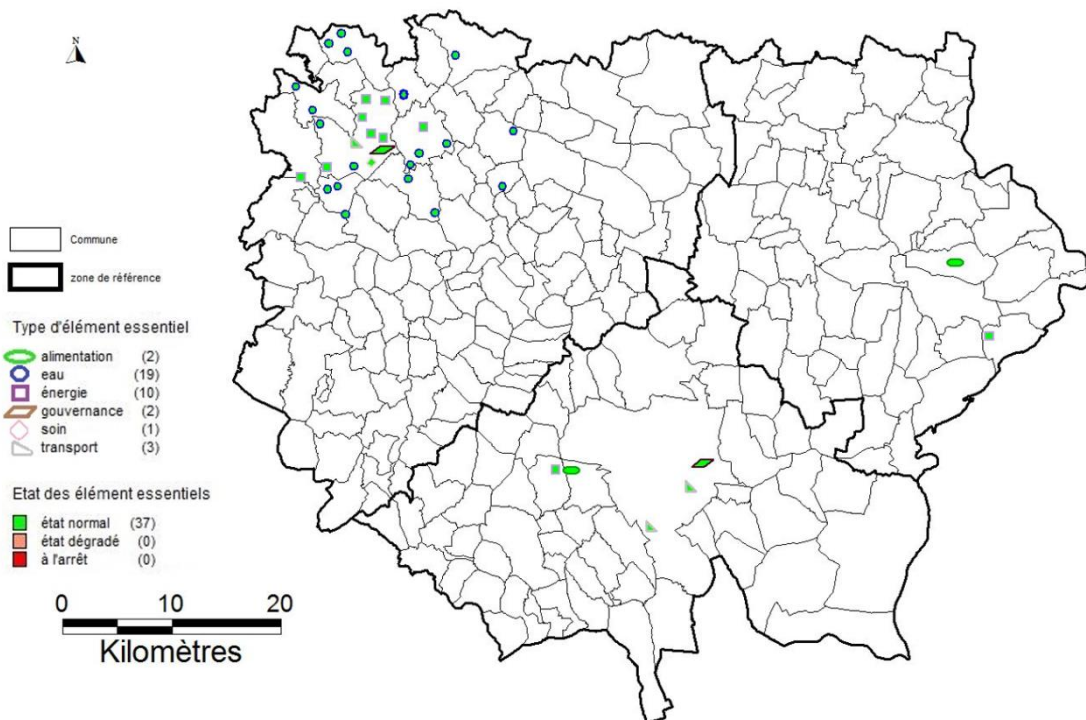 N
Commune
zone de référence
Type d'élément essentiel
alimentation (2)
eau (19)
énergie (10)
gouvernance (2)
soin (1)
transport (3)
Etat des élément essentiels
état normal (37)
état dégradé (0)
à l'arrêt (0)
0 10 20
Kilomètres